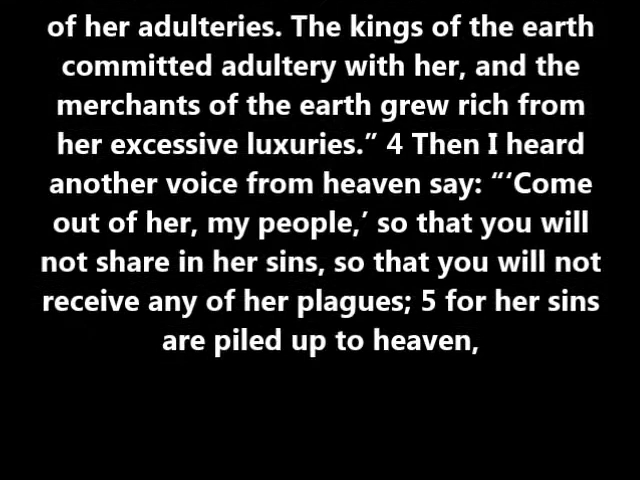 of her adulteries. The kings of the earth
committed adultery with her, and the
merchants of the earth grew rich from
her excessive luxuries.” 4 Then I heard
another voice from heaven say: “‘Come
out of her, my people,’ so that you will
not share in her sins, so that you will not
receive any of her plagues; 5 for her sins
are piled up to heaven,